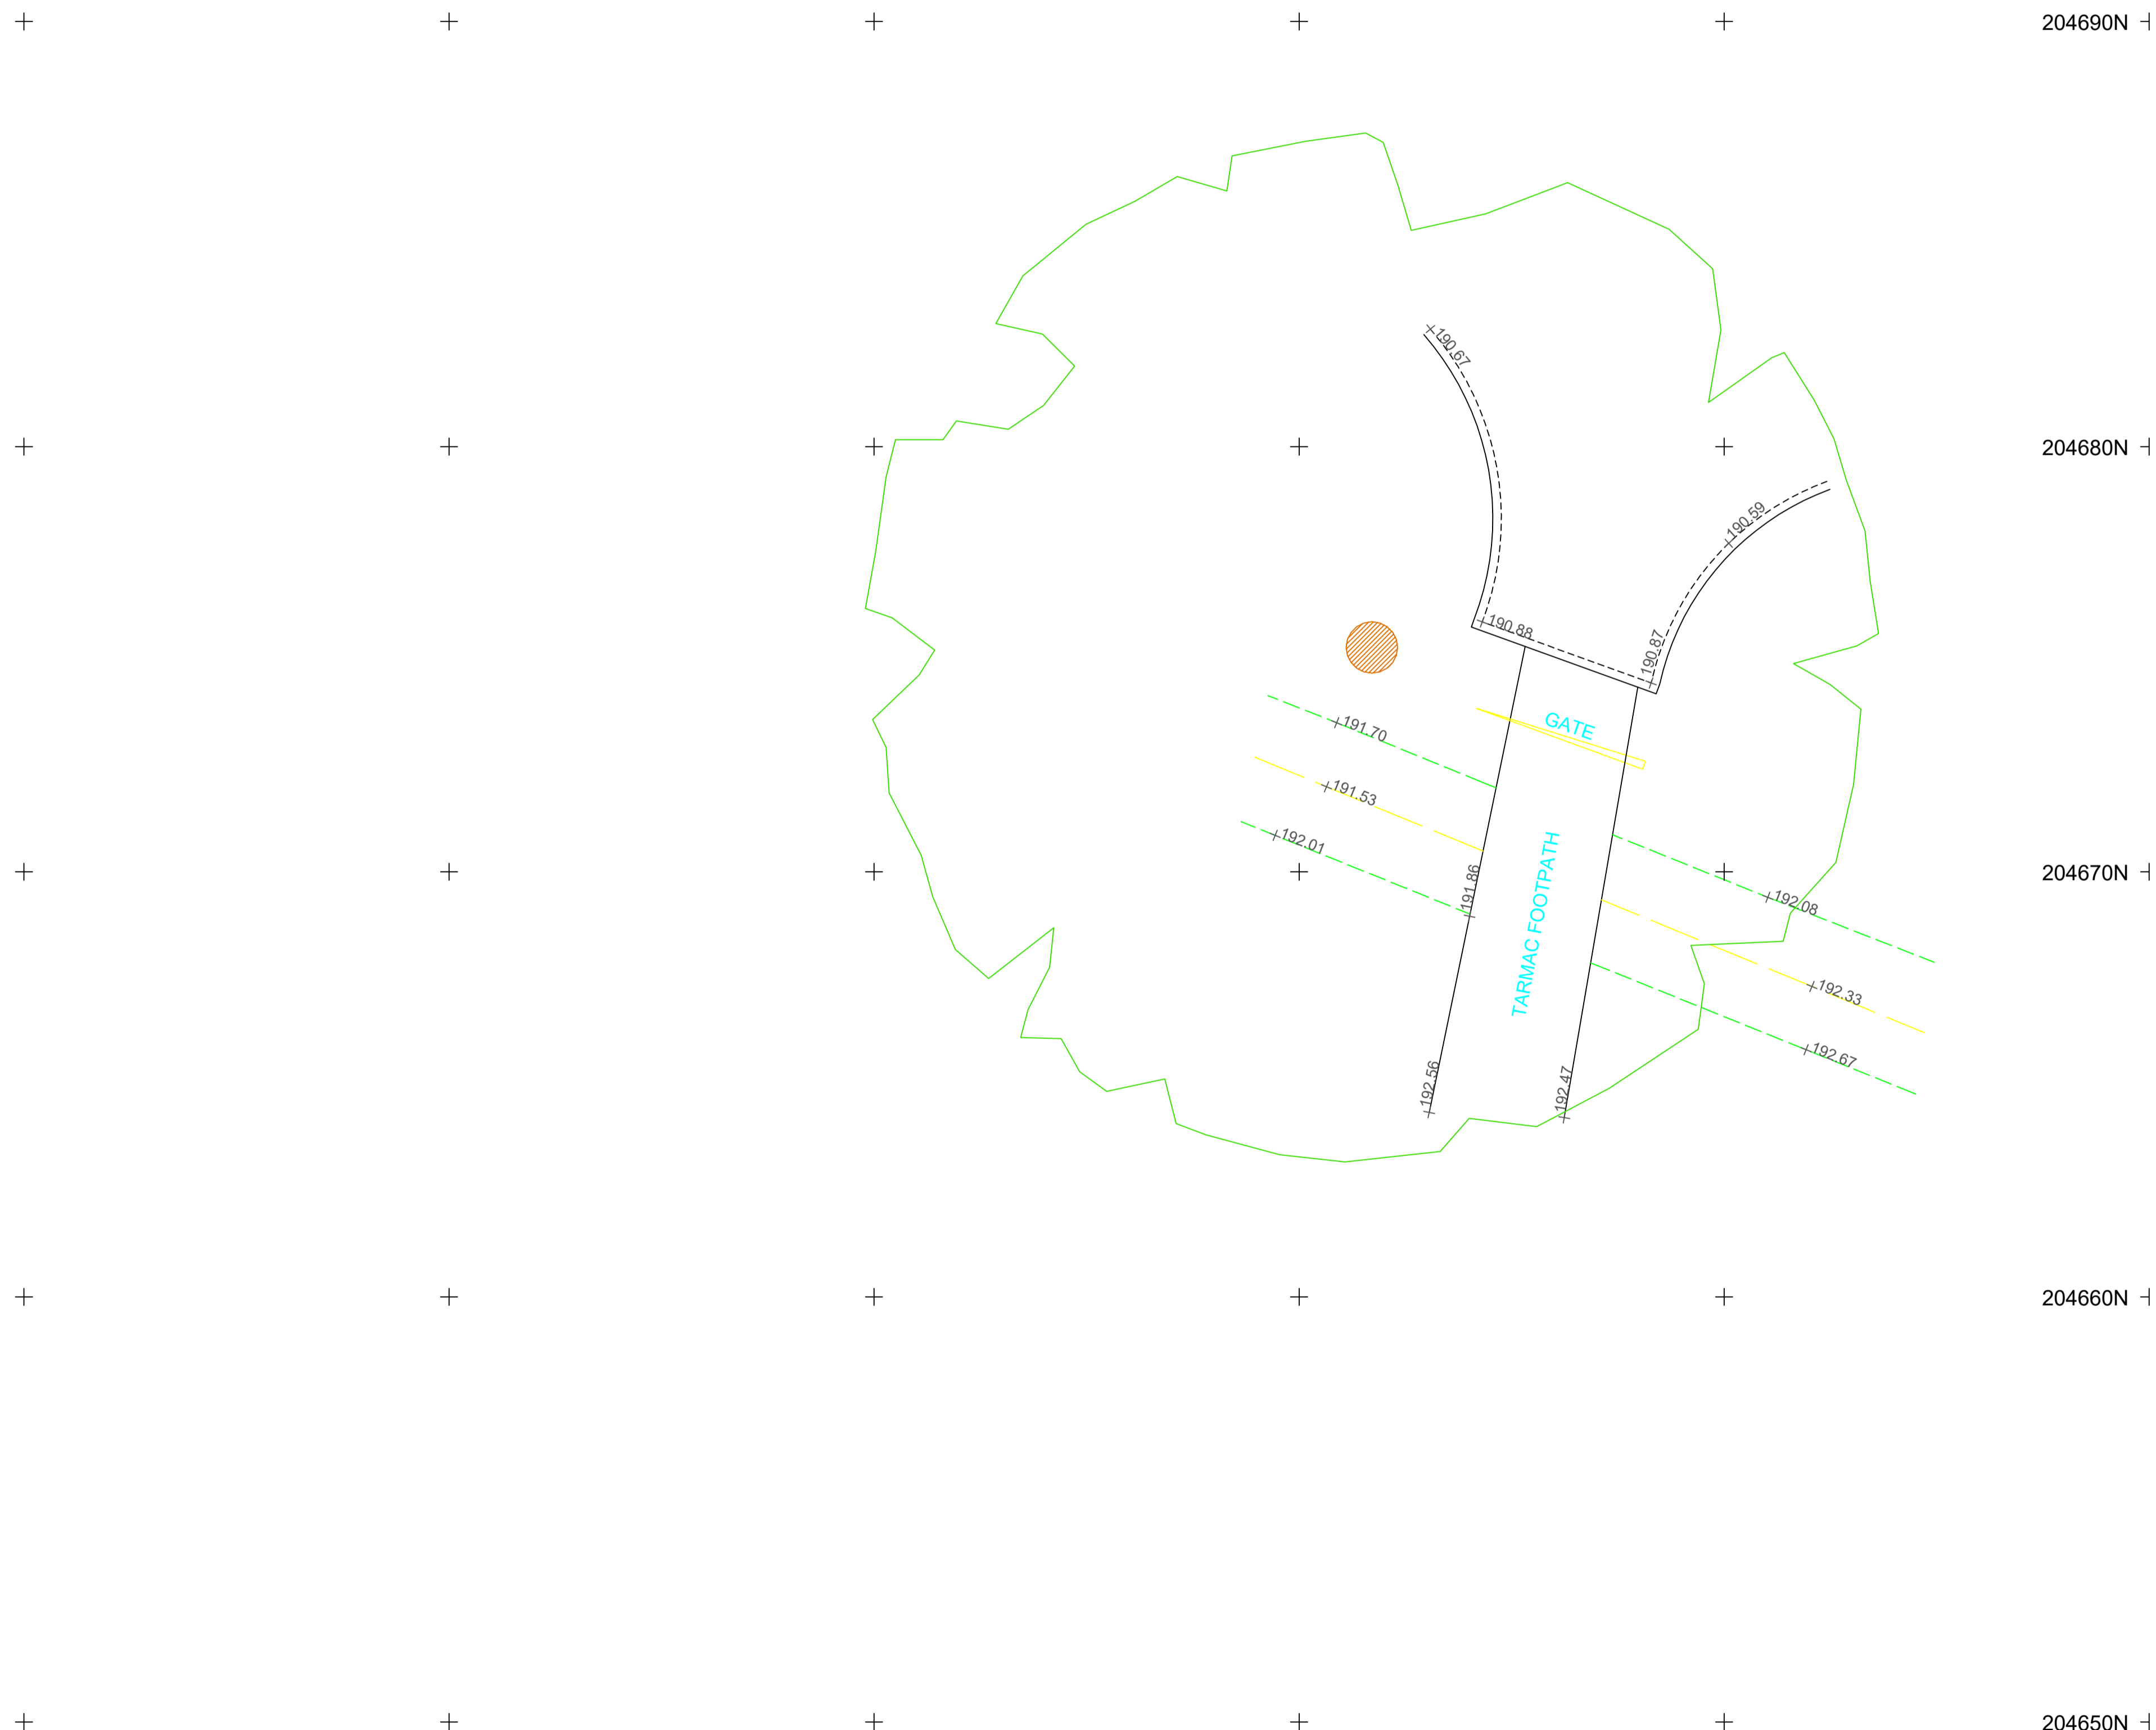 204690N
190.67
204680N
190.59
190.88
190.87
GATE
191.70
191.53
192.01
191.86
TARMAC FOOTPATH
204670N
192.08
192.33
192.67
192.56
192.47
204660N
204650N